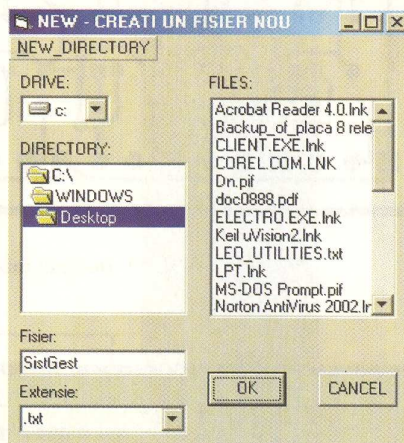 NEW - CREATI UN FISIER NOU
NEW_DIRECTORY
DRIVE:
c:
DIRECTORY:
C:\
WINDOWS
Desktop
FILES:
Acrobat Reader 4.0.lnk
Backup_of_placa 8 rele
CLIENT.EXE.lnk
COREL.COM.LNK
Dn.pif
doc0888.pdf
ELECTRO.EXE.lnk
Keil uVision2.lnk
LEO_UTILITIES.txt
LPT.lnk
MS-DOS Prompt.pif
Norton AntiVirus 2002.lr
Fisier:
SistGest
Extensie:
.txt
OK
CANCEL